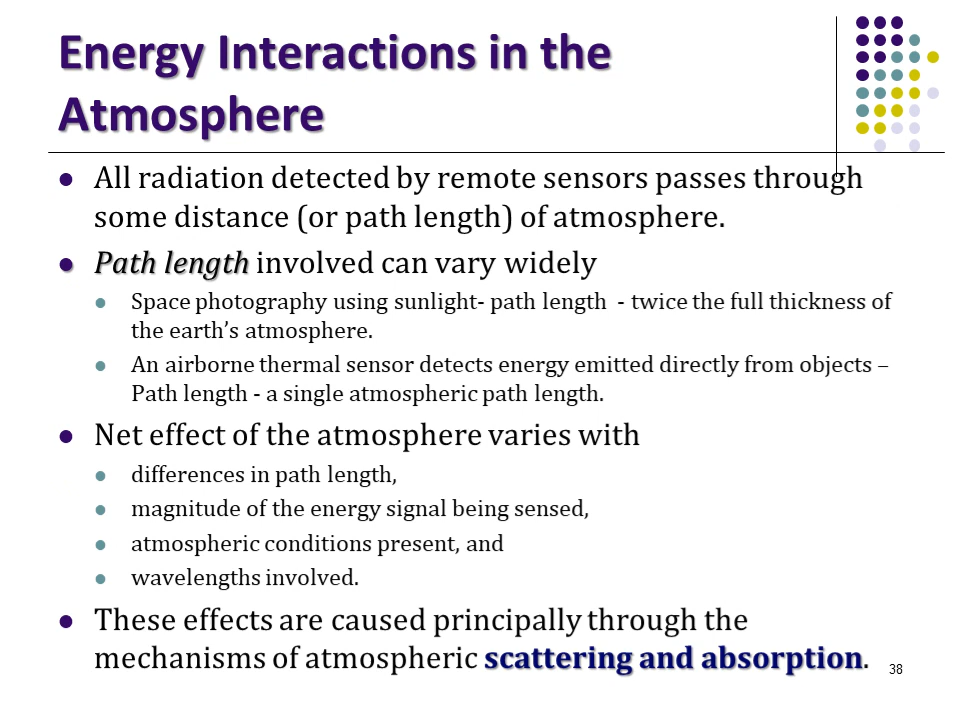 Energy Interactions in the
Atmosphere
All radiation detected by remote sensors passes through
some distance (or path length) of atmosphere.
Path length involved can vary widely
Space photography using sunlight- path length - twice the full thickness of
the earth’s atmosphere.
An airborne thermal sensor detects energy emitted directly from objects –
Path length - a single atmospheric path length.
Net effect of the atmosphere varies with
differences in path length,
magnitude of the energy signal being sensed,
atmospheric conditions present, and
wavelengths involved.
These effects are caused principally through the
mechanisms of atmospheric scattering and absorption.
38